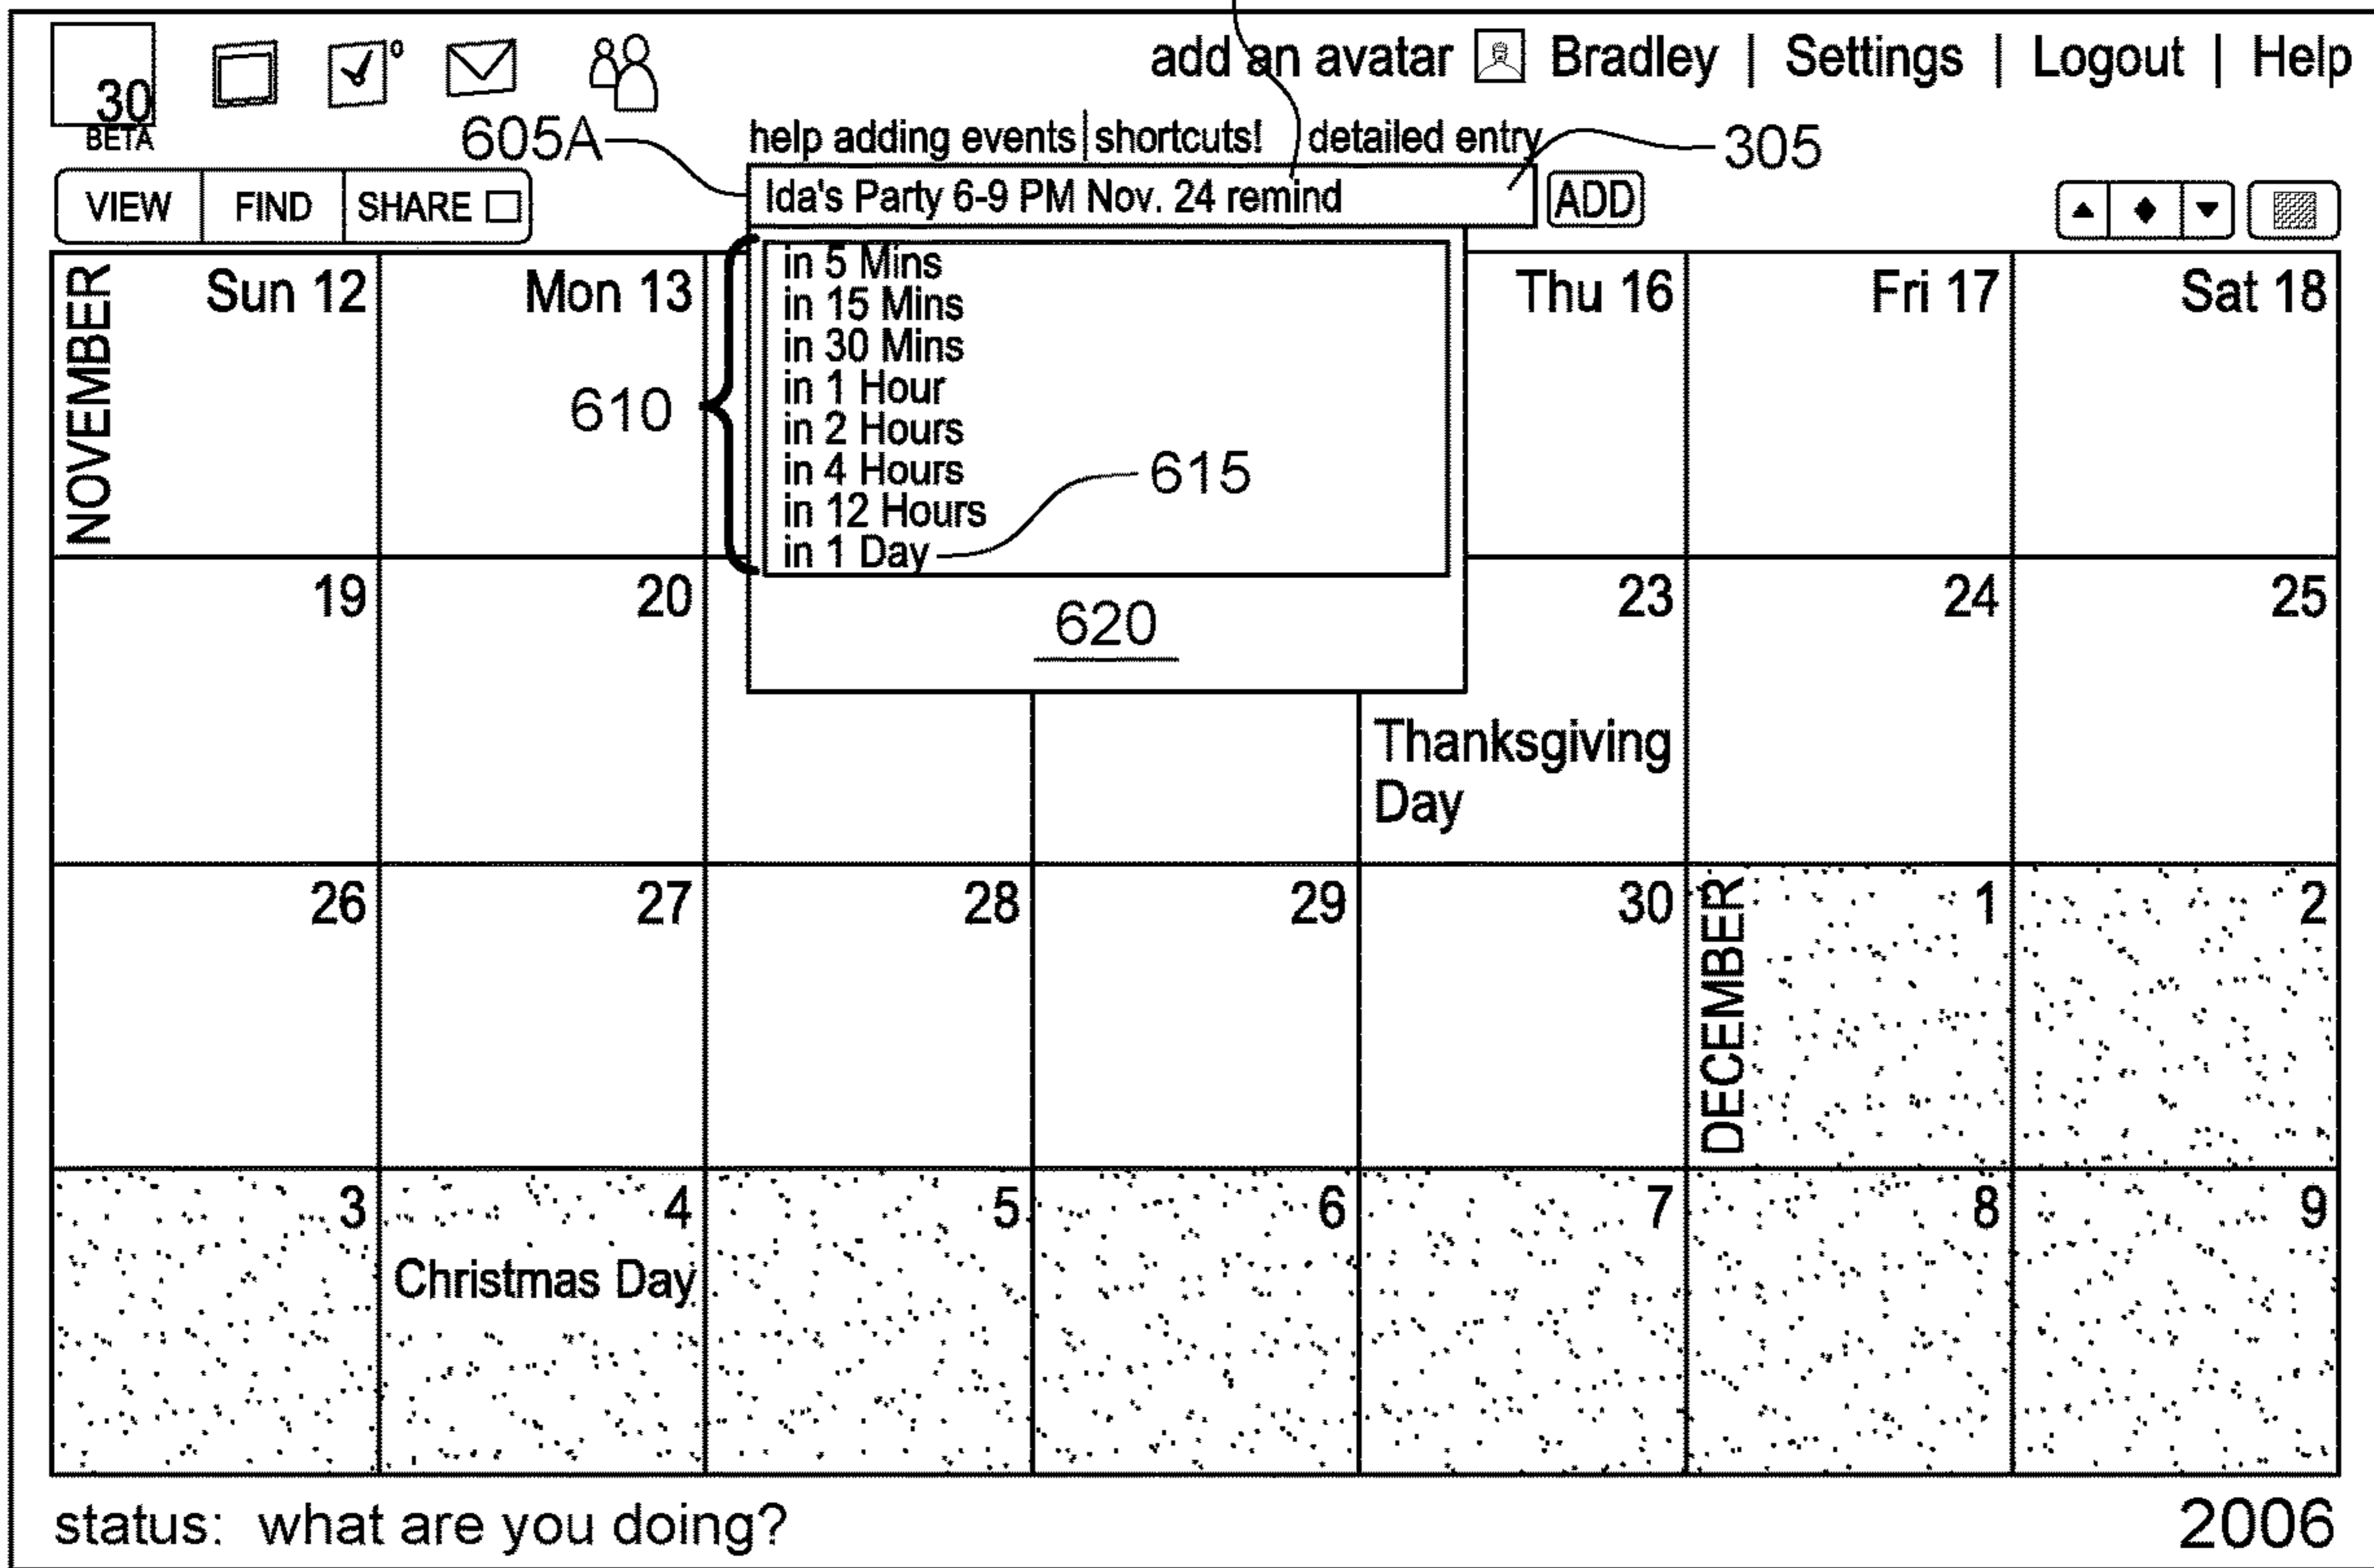 add an avatar Bradley | Settings | Logout | Help
30
BETA
605A
help adding events | shortcuts! detailed entry
305
VIEW FIND SHARE
Ida's Party 6-9 PM Nov. 24 remind
ADD
NOVEMBER
Sun 12
Mon 13
Thu 16
Fri 17
Sat 18
610
in 5 Mins
in 15 Mins
in 30 Mins
in 1 Hour
in 2 Hours
in 4 Hours
in 12 Hours
in 1 Day
615
620
19
20
23
24
25
Thanksgiving
Day
26
27
28
29
30
DECEMBER
1
2
3
4
5
6
7
8
9
Christmas Day
status: what are you doing?
2006